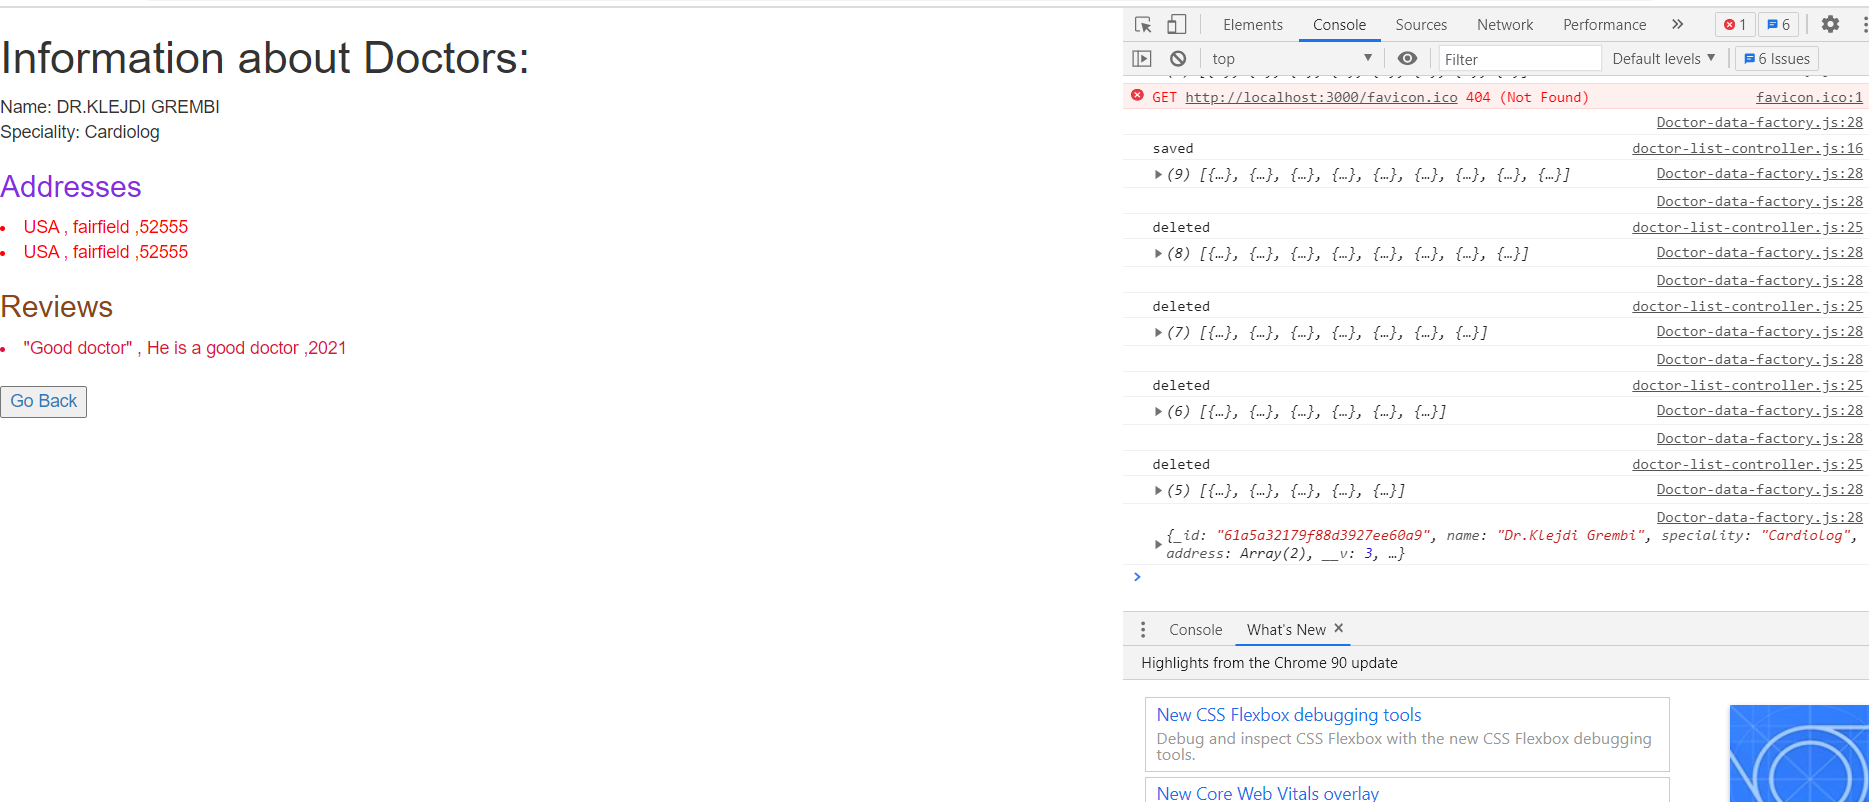 Information about Doctors:
Name: DR.KLEJDI GREMBI
Speciality: Cardiolog
Addresses
USA , fairfield ,52555
USA , fairfield ,52555
Reviews
"Good doctor" , He is a good doctor ,2021
Go Back
Elements Console Sources Network Performance » 1 6
top Filter Default levels 6 Issues
GET http://localhost:3000/favicon.ico 404 (Not Found) favicon.ico:1
Doctor-data-factory.js:28
saved doctor-list-controller.js:16
(9) [{…}, {…}, {…}, {…}, {…}, {…}, {…}, {…}, {…}] Doctor-data-factory.js:28
Doctor-data-factory.js:28
deleted doctor-list-controller.js:25
(8) [{…}, {…}, {…}, {…}, {…}, {…}, {…}, {…}] Doctor-data-factory.js:28
Doctor-data-factory.js:28
deleted doctor-list-controller.js:25
(7) [{…}, {…}, {…}, {…}, {…}, {…}, {…}] Doctor-data-factory.js:28
Doctor-data-factory.js:28
deleted doctor-list-controller.js:25
(6) [{…}, {…}, {…}, {…}, {…}, {…}] Doctor-data-factory.js:28
Doctor-data-factory.js:28
deleted doctor-list-controller.js:25
(5) [{…}, {…}, {…}, {…}, {…}] Doctor-data-factory.js:28
Doctor-data-factory.js:28
{_id: "61a5a32179f88d3927ee60a9", name: "Dr.Klejdi Grembi", speciality: "Cardiolog",
address: Array(2), __v: 3, …}
Console What's New
Highlights from the Chrome 90 update
New CSS Flexbox debugging tools
Debug and inspect CSS Flexbox with the new CSS Flexbox debugging
tools.
New Core Web Vitals overlay